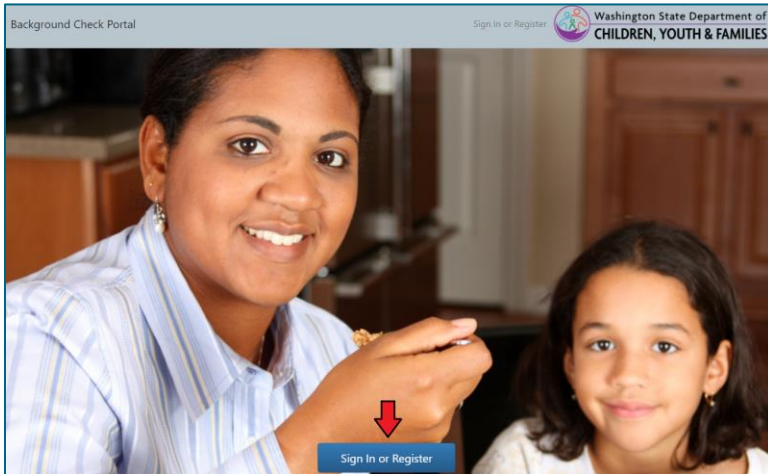 Background Check Portal
Sign In or Register
Washington State Department of
CHILDREN, YOUTH & FAMILIES
Sign In or Register